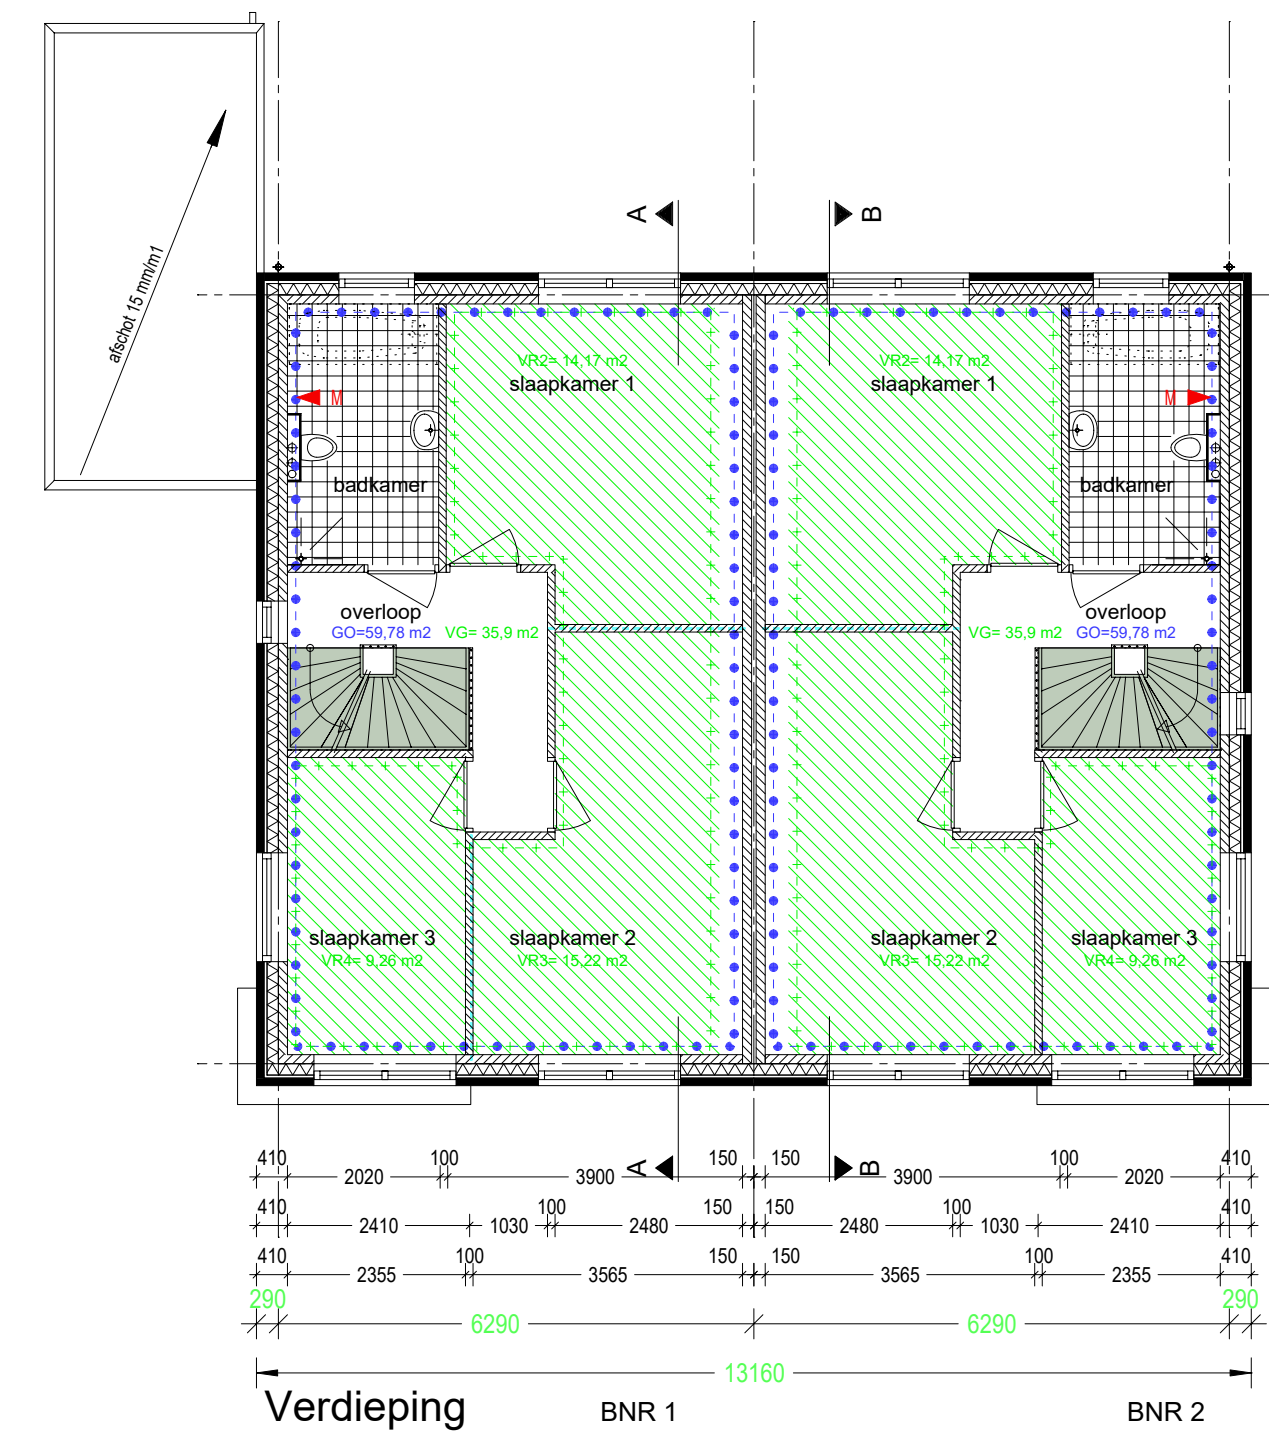 afschot 15 mm/m1
A
B
VR2= 14,17 m2
slaapkamer 1
VR2= 14,17 m2
slaapkamer 1
M
M
badkamer
badkamer
overloop
GO=59,78 m2
VG= 35,9 m2
VG= 35,9 m2
overloop
GO=59,78 m2
slaapkamer 3
VR4= 9,26 m2
slaapkamer 2
VR3= 15,22 m2
slaapkamer 2
VR3= 15,22 m2
slaapkamer 3
VR4= 9,26 m2
A
B
410 2020 100 3900 150 150 3900 100 2020 410
410 2410 1030 100 2480 150 150 2480 100 1030 2410 410
410 2355 100 3565 150 150 3565 100 2355 410
290 6290 6290 290
13160
Verdieping
BNR 1
BNR 2